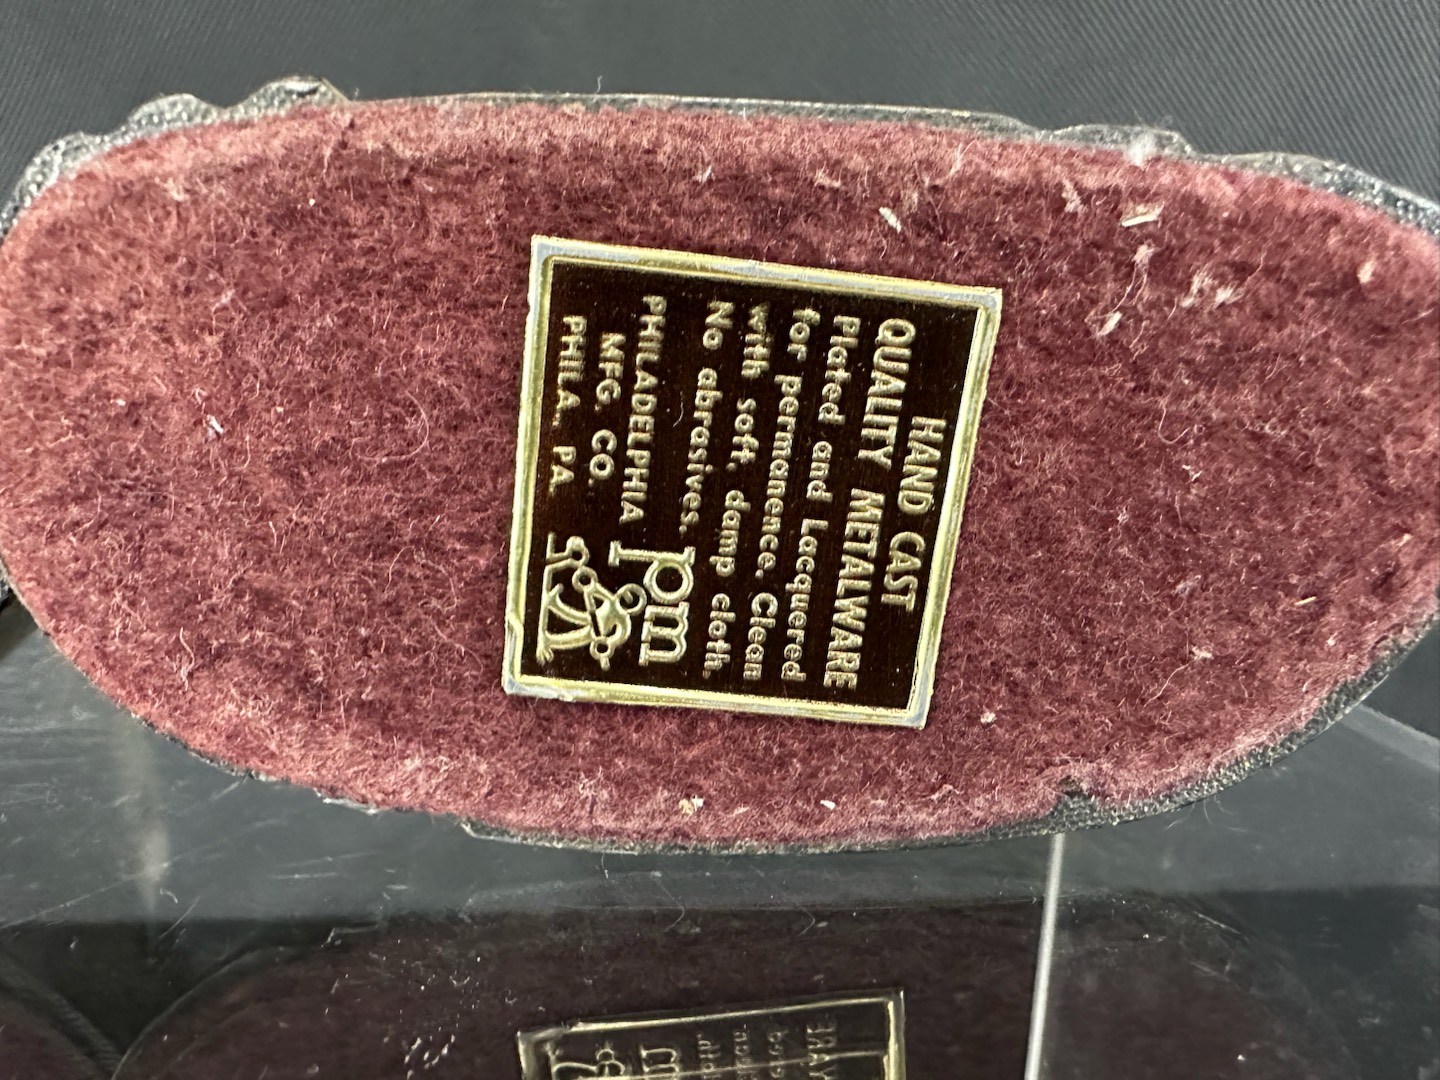 HAND CAST
QUALITY METALWARE
Plated and Lacquered
for permanence. Clean
with soft, damp cloth.
No abrasives.
PHILADELPHIA
MFG. CO.
PHILA., PA.
pm